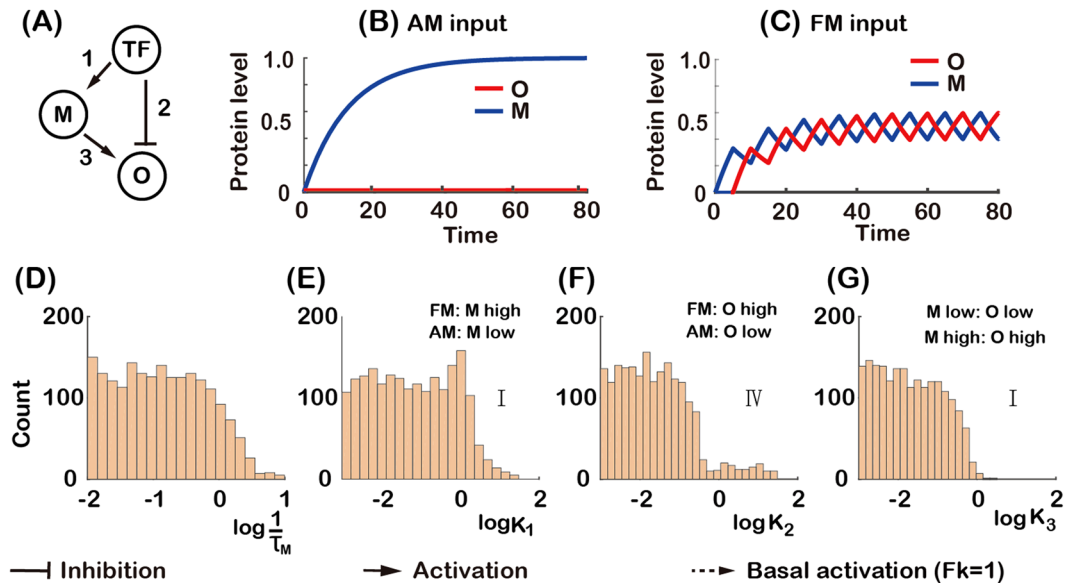 (A)
TF
1
2
M
3
O
(B) AM input
Protein level
1.0
0.5
0
O
M
0
20
40
60
80
Time
(C) FM input
Protein level
1.0
0.5
0
O
M
0
20
40
60
80
Time
(D)
Count
200
100
0
-2
-1
0
1
log 1/τM
(E)
FM: M high
AM: M low
200
100
0
I
-2
0
2
logK1
(F)
FM: O high
AM: O low
200
100
0
IV
-2
0
2
logK2
(G)
M low: O low
M high: O high
200
100
0
I
-2
0
2
logK3
Inhibition
Activation
Basal activation (Fk=1)